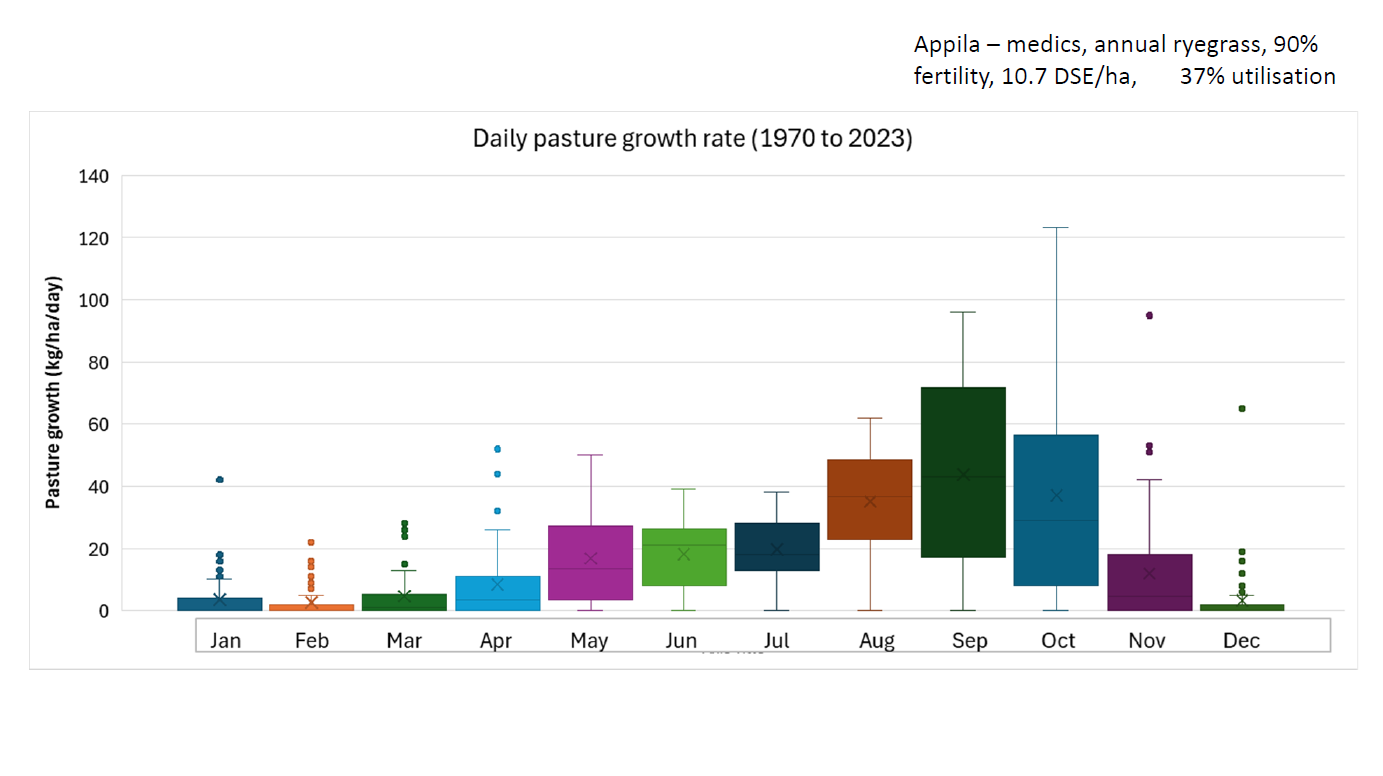 Appila – medics, annual ryegrass, 90%
fertility, 10.7 DSE/ha, 37% utilisation
Daily pasture growth rate (1970 to 2023)
Pasture growth (kg/ha/day)
140
120
100
80
60
40
20
0
Jan Feb Mar Apr May Jun Jul Aug Sep Oct Nov Dec